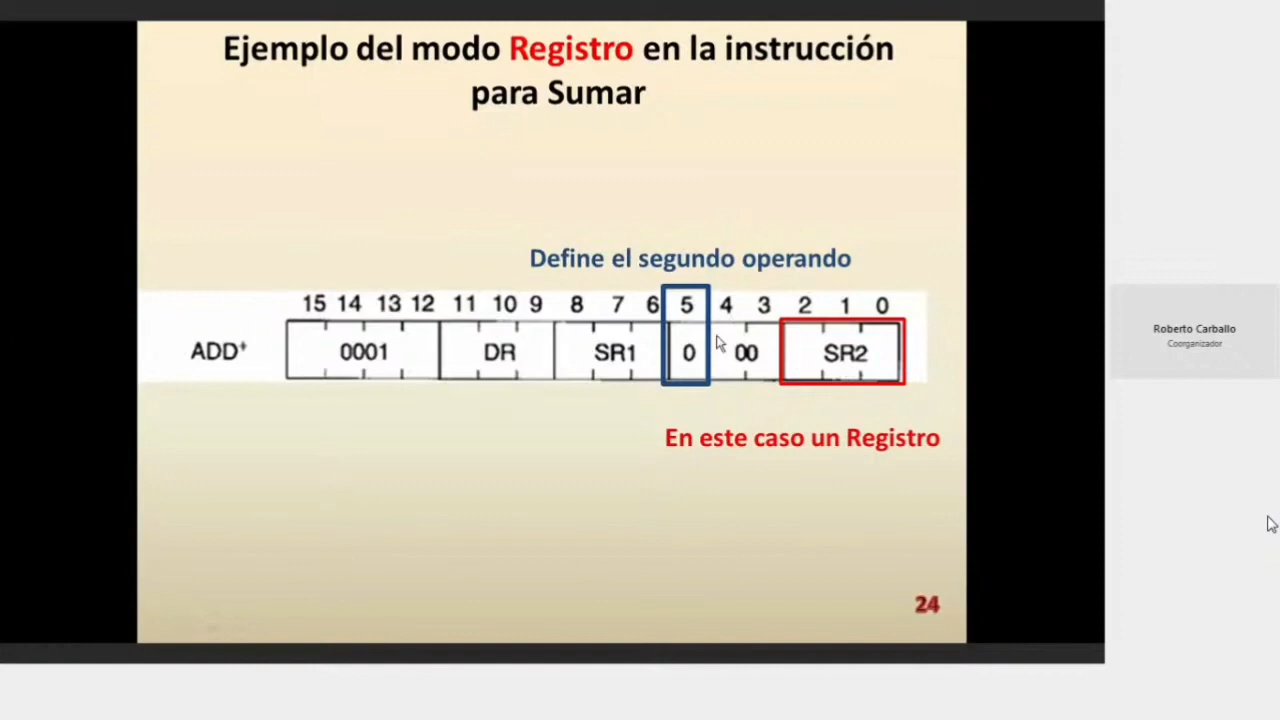 Ejemplo del modo Registro en la instrucción
para Sumar
Define el segundo operando
15 14 13 12 11 10 9 8 7 6 5 4 3 2 1 0
ADD+ 0001 DR SR1 0 00 SR2
En este caso un Registro
24
Roberto Carballo
Coorganizador